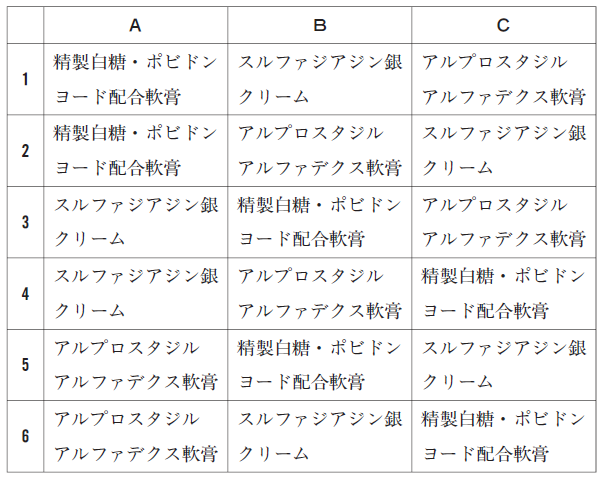 A B C
1 精製白糖・ポビドン スルファジアジン銀 アルプロスタジル
ヨード配合軟膏 クリーム アルファデクス軟膏
2 精製白糖・ポビドン アルプロスタジル スルファジアジン銀
ヨード配合軟膏 アルファデクス軟膏 クリーム
3 スルファジアジン銀 精製白糖・ポビドン アルプロスタジル
クリーム ヨード配合軟膏 アルファデクス軟膏
4 スルファジアジン銀 アルプロスタジル 精製白糖・ポビドン
クリーム アルファデクス軟膏 ヨード配合軟膏
5 アルプロスタジル 精製白糖・ポビドン スルファジアジン銀
アルファデクス軟膏 ヨード配合軟膏 クリーム
6 アルプロスタジル スルファジアジン銀 精製白糖・ポビドン
アルファデクス軟膏 クリーム ヨード配合軟膏